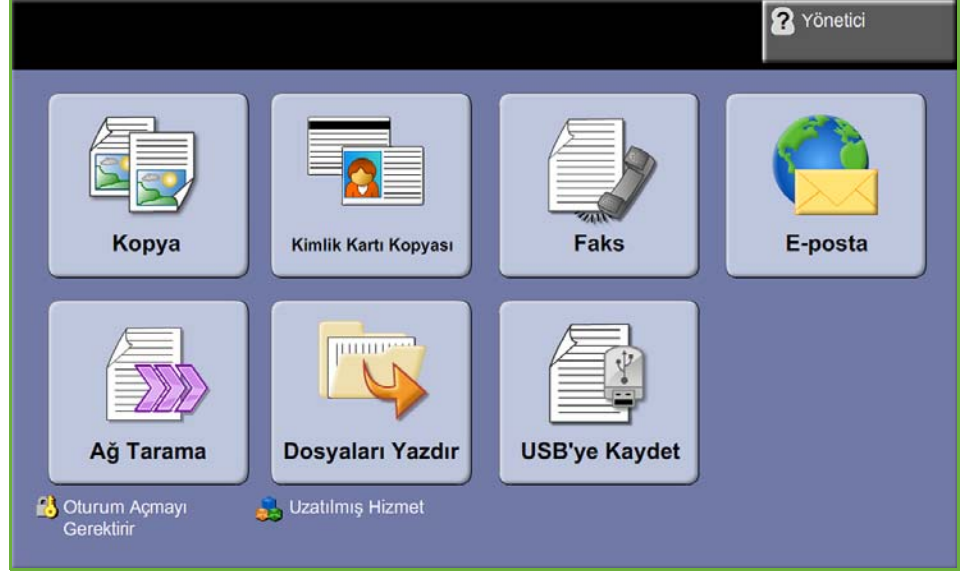 Yönetici
Kopya
Kimlik Kartı Kopyası
Faks
E-posta
Ağ Tarama
Dosyaları Yazdır
USB'ye Kaydet
Oturum Açmayı
Gerektirir
Uzatılmış Hizmet